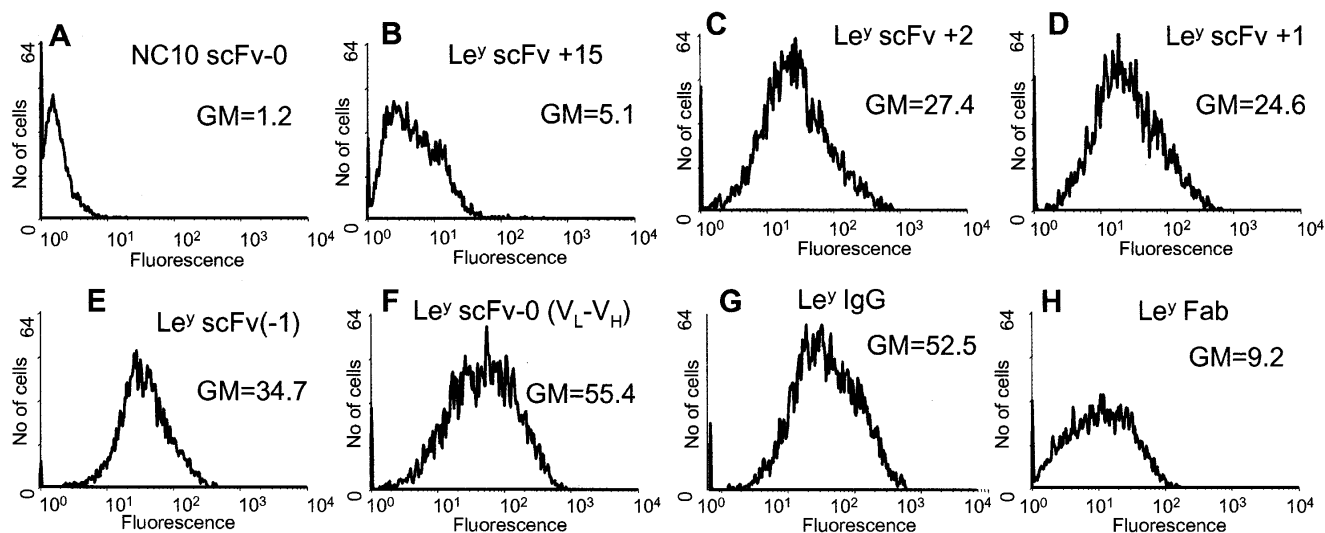 A
NC10 scFv-0
GM=1.2
64
No of cells
0
10⁰ 10¹ 10² 10³ 10⁴
Fluorescence
B
Leʸ scFv +15
GM=5.1
64
No of cells
0
10⁰ 10¹ 10² 10³ 10⁴
Fluorescence
C
Leʸ scFv +2
GM=27.4
64
No of cells
0
10⁰ 10¹ 10² 10³ 10⁴
Fluorescence
D
Leʸ scFv +1
GM=24.6
64
No of cells
0
10⁰ 10¹ 10² 10³ 10⁴
Fluorescence
E
Leʸ scFv(-1)
GM=34.7
64
No of cells
0
10¹ 10² 10³ 10⁴
Fluorescence
F
Leʸ scFv-0 (V_L-V_H)
GM=55.4
64
No of cells
0
10⁰ 10¹ 10² 10³ 10⁴
Fluorescence
G
Leʸ IgG
GM=52.5
64
No of cells
0
10⁰ 10¹ 10² 10³ 10⁴
Fluorescence
H
Leʸ Fab
GM=9.2
64
No of cells
0
10⁰ 10¹ 10² 10³ 10⁴
Fluorescence